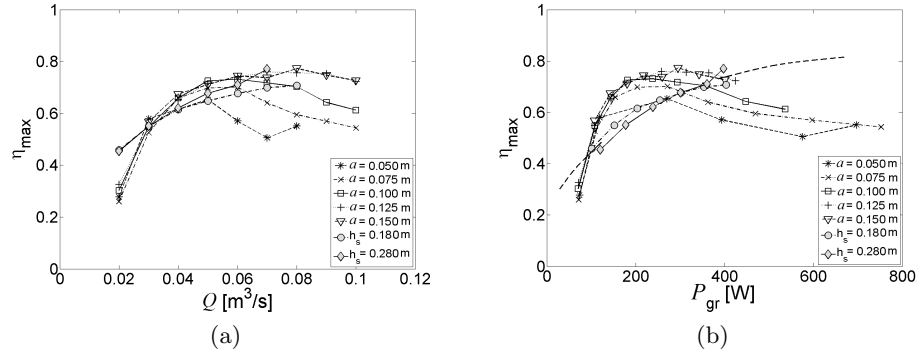 1
0.8
0.6
0.4
0.2
0
η_max
0
0.02
0.04
0.06
0.08
0.1
0.12
Q [m³/s]
a = 0.050 m
a = 0.075 m
a = 0.100 m
a = 0.125 m
a = 0.150 m
h_s = 0.180 m
h_s = 0.280 m
(a)
1
0.8
0.6
0.4
0.2
0
η_max
0
200
400
600
800
P_gr [W]
a = 0.050 m
a = 0.075 m
a = 0.100 m
a = 0.125 m
a = 0.150 m
h_s = 0.180 m
h_s = 0.280 m
(b)